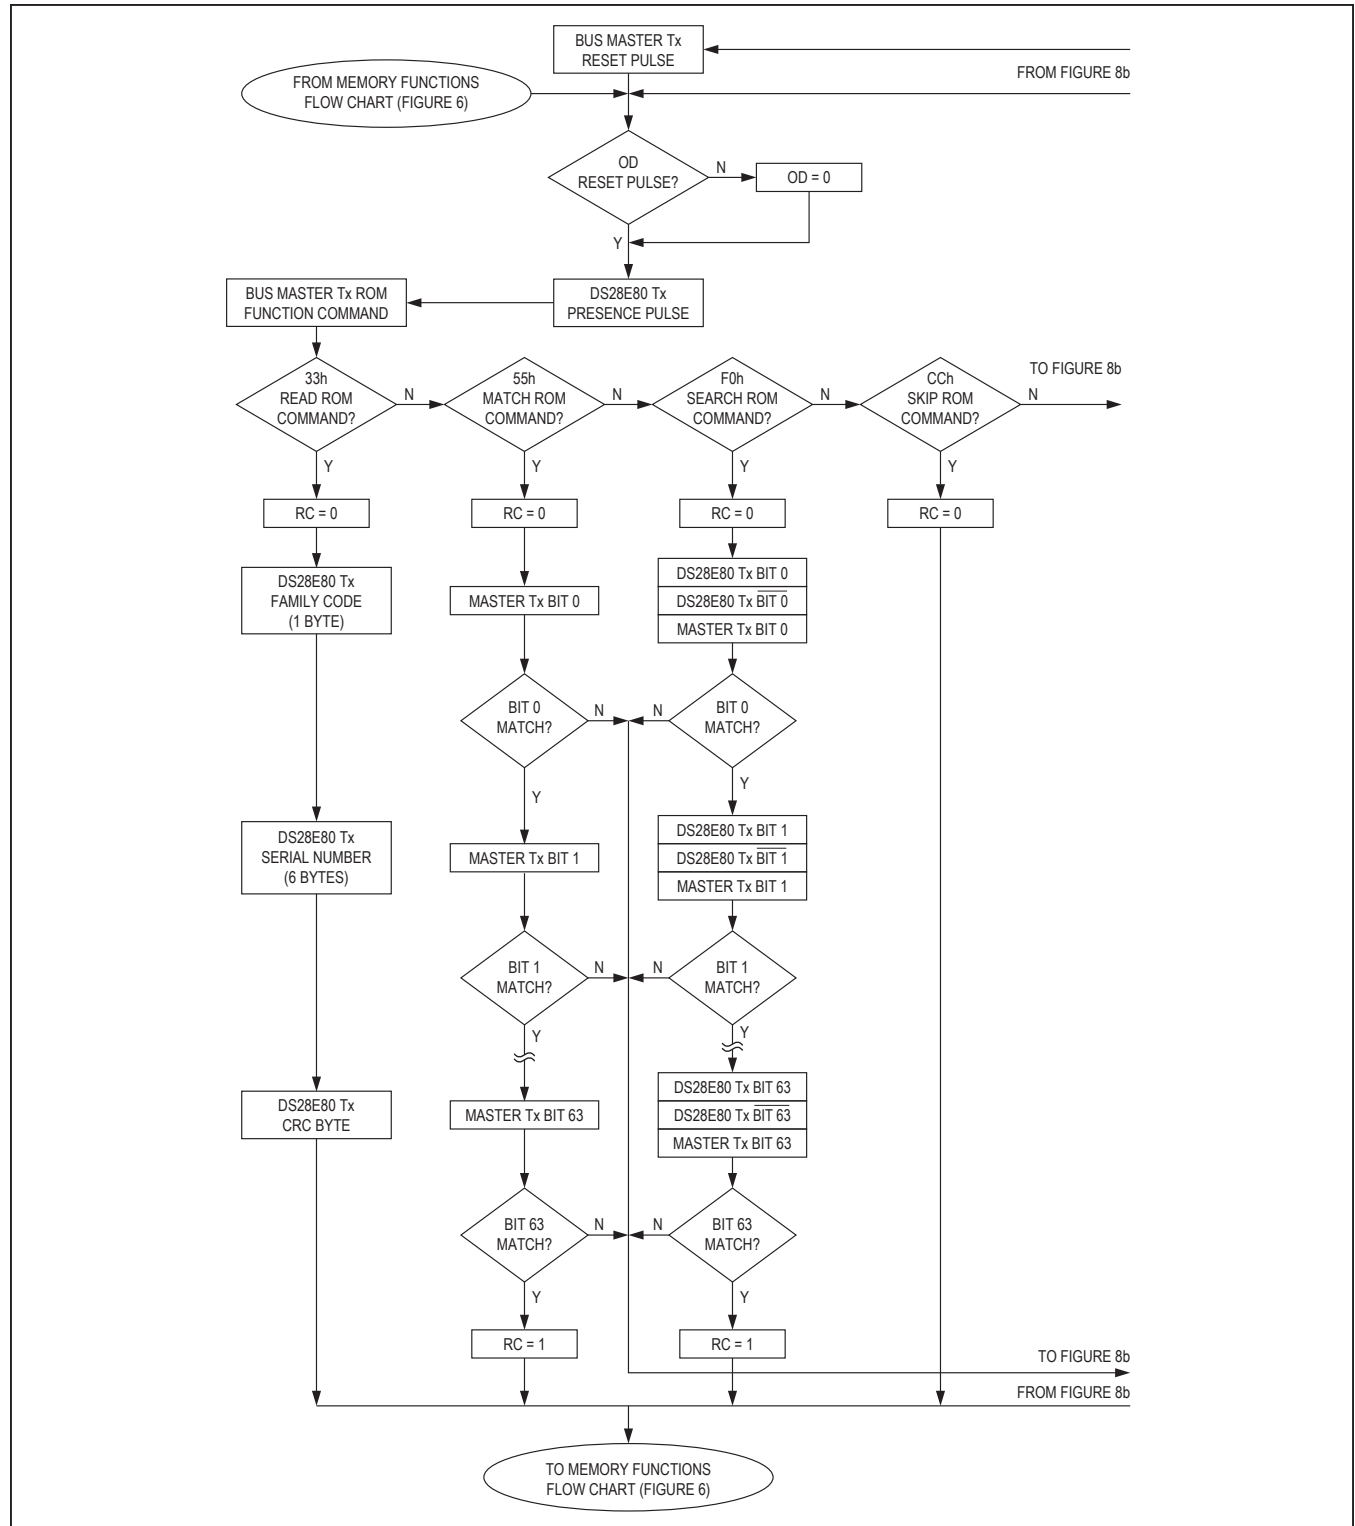 BUS MASTER Tx
RESET PULSE
FROM FIGURE 8b
FROM MEMORY FUNCTIONS
FLOW CHART (FIGURE 6)
OD
RESET PULSE?
N
OD = 0
Y
BUS MASTER Tx ROM
FUNCTION COMMAND
DS28E80 Tx
PRESENCE PULSE
33h
READ ROM
COMMAND?
N
55h
MATCH ROM
COMMAND?
N
F0h
SEARCH ROM
COMMAND?
N
CCh
SKIP ROM
COMMAND?
N
TO FIGURE 8b
Y
Y
Y
Y
RC = 0
RC = 0
RC = 0
RC = 0
DS28E80 Tx
FAMILY CODE
(1 BYTE)
MASTER Tx BIT 0
DS28E80 Tx BIT 0
DS28E80 Tx B̅I̅T̅ ̅0̅
MASTER Tx BIT 0
BIT 0
MATCH?
N
N
BIT 0
MATCH?
Y
Y
DS28E80 Tx
SERIAL NUMBER
(6 BYTES)
MASTER Tx BIT 1
DS28E80 Tx BIT 1
DS28E80 Tx B̅I̅T̅ ̅1̅
MASTER Tx BIT 1
BIT 1
MATCH?
N
N
BIT 1
MATCH?
Y
Y
DS28E80 Tx
CRC BYTE
MASTER Tx BIT 63
DS28E80 Tx BIT 63
DS28E80 Tx B̅I̅T̅ ̅6̅3̅
MASTER Tx BIT 63
BIT 63
MATCH?
N
N
BIT 63
MATCH?
Y
Y
RC = 1
RC = 1
TO FIGURE 8b
FROM FIGURE 8b
TO MEMORY FUNCTIONS
FLOW CHART (FIGURE 6)